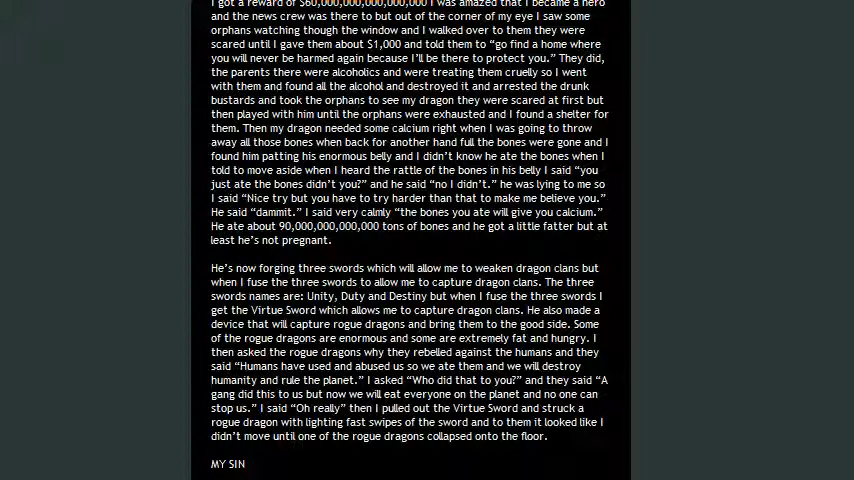 I got a reward of $60,000,000,000,000,000 I was amazed that I became a hero
and the news crew was there to but out of the corner of my eye I saw some
orphans watching though the window and I walked over to them they were
scared until I gave them about $1,000 and told them to “go find a home where
you will never be harmed again because I’ll be there to protect you.” They did,
the parents there were alcoholics and were treating them cruelly so I went
with them and found all the alcohol and destroyed it and arrested the drunk
bustards and took the orphans to see my dragon they were scared at first but
then played with him until the orphans were exhausted and I found a shelter for
them. Then my dragon needed some calcium right when I was going to throw
away all those bones when back for another hand full the bones were gone and I
found him patting his enormous belly and I didn’t know he ate the bones when I
told to move aside when I heard the rattle of the bones in his belly I said “you
just ate the bones didn’t you?” and he said “no I didn’t.” he was lying to me so
I said “Nice try but you have to try harder than that to make me believe you.”
He said “dammit.” I said very calmly “the bones you ate will give you calcium.”
He ate about 90,000,000,000,000 tons of bones and he got a little fatter but at
least he’s not pregnant.
He’s now forging three swords which will allow me to weaken dragon clans but
when I fuse the three swords to allow me to capture dragon clans. The three
swords names are: Unity, Duty and Destiny but when I fuse the three swords I
get the Virtue Sword which allows me to capture dragon clans. He also made a
device that will capture rogue dragons and bring them to the good side. Some
of the rogue dragons are enormous and some are extremely fat and hungry. I
then asked the rogue dragons why they rebelled against the humans and they
said “Humans have used and abused us so we ate them and we will destroy
humanity and rule the planet.” I asked “Who did that to you?” and they said “A
gang did this to us but now we will eat everyone on the planet and no one can
stop us.” I said “Oh really” then I pulled out the Virtue Sword and struck a
rogue dragon with lighting fast swipes of the sword and to them it looked like I
didn’t move until one of the rogue dragons collapsed onto the floor.
MY SIN